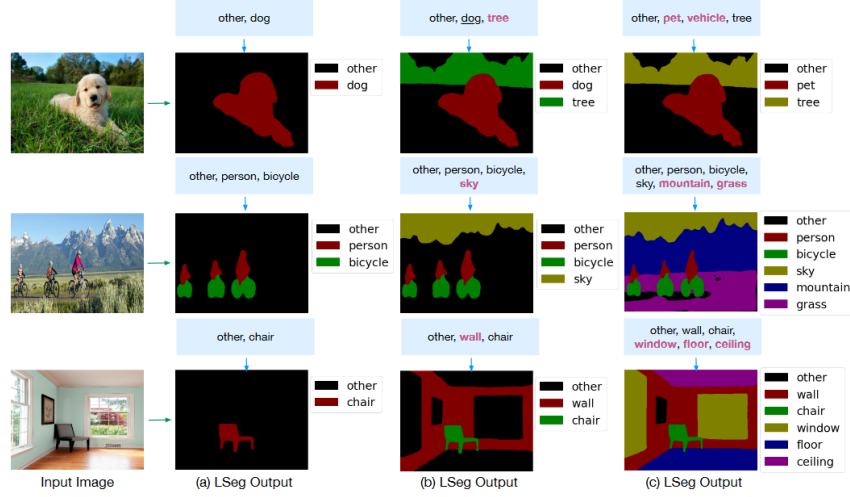 other, dog
other, dog, tree
other, pet, vehicle, tree
other
dog
other
dog
tree
other
pet
tree
other, person, bicycle
other, person, bicycle,
sky
other, person, bicycle,
sky, mountain, grass
other
person
bicycle
other
person
bicycle
sky
other
person
bicycle
sky
mountain
grass
other, chair
other, wall, chair
other, wall, chair,
window, floor, ceiling
other
chair
other
wall
chair
other
wall
chair
window
floor
ceiling
Input Image
(a) LSeg Output
(b) LSeg Output
(c) LSeg Output